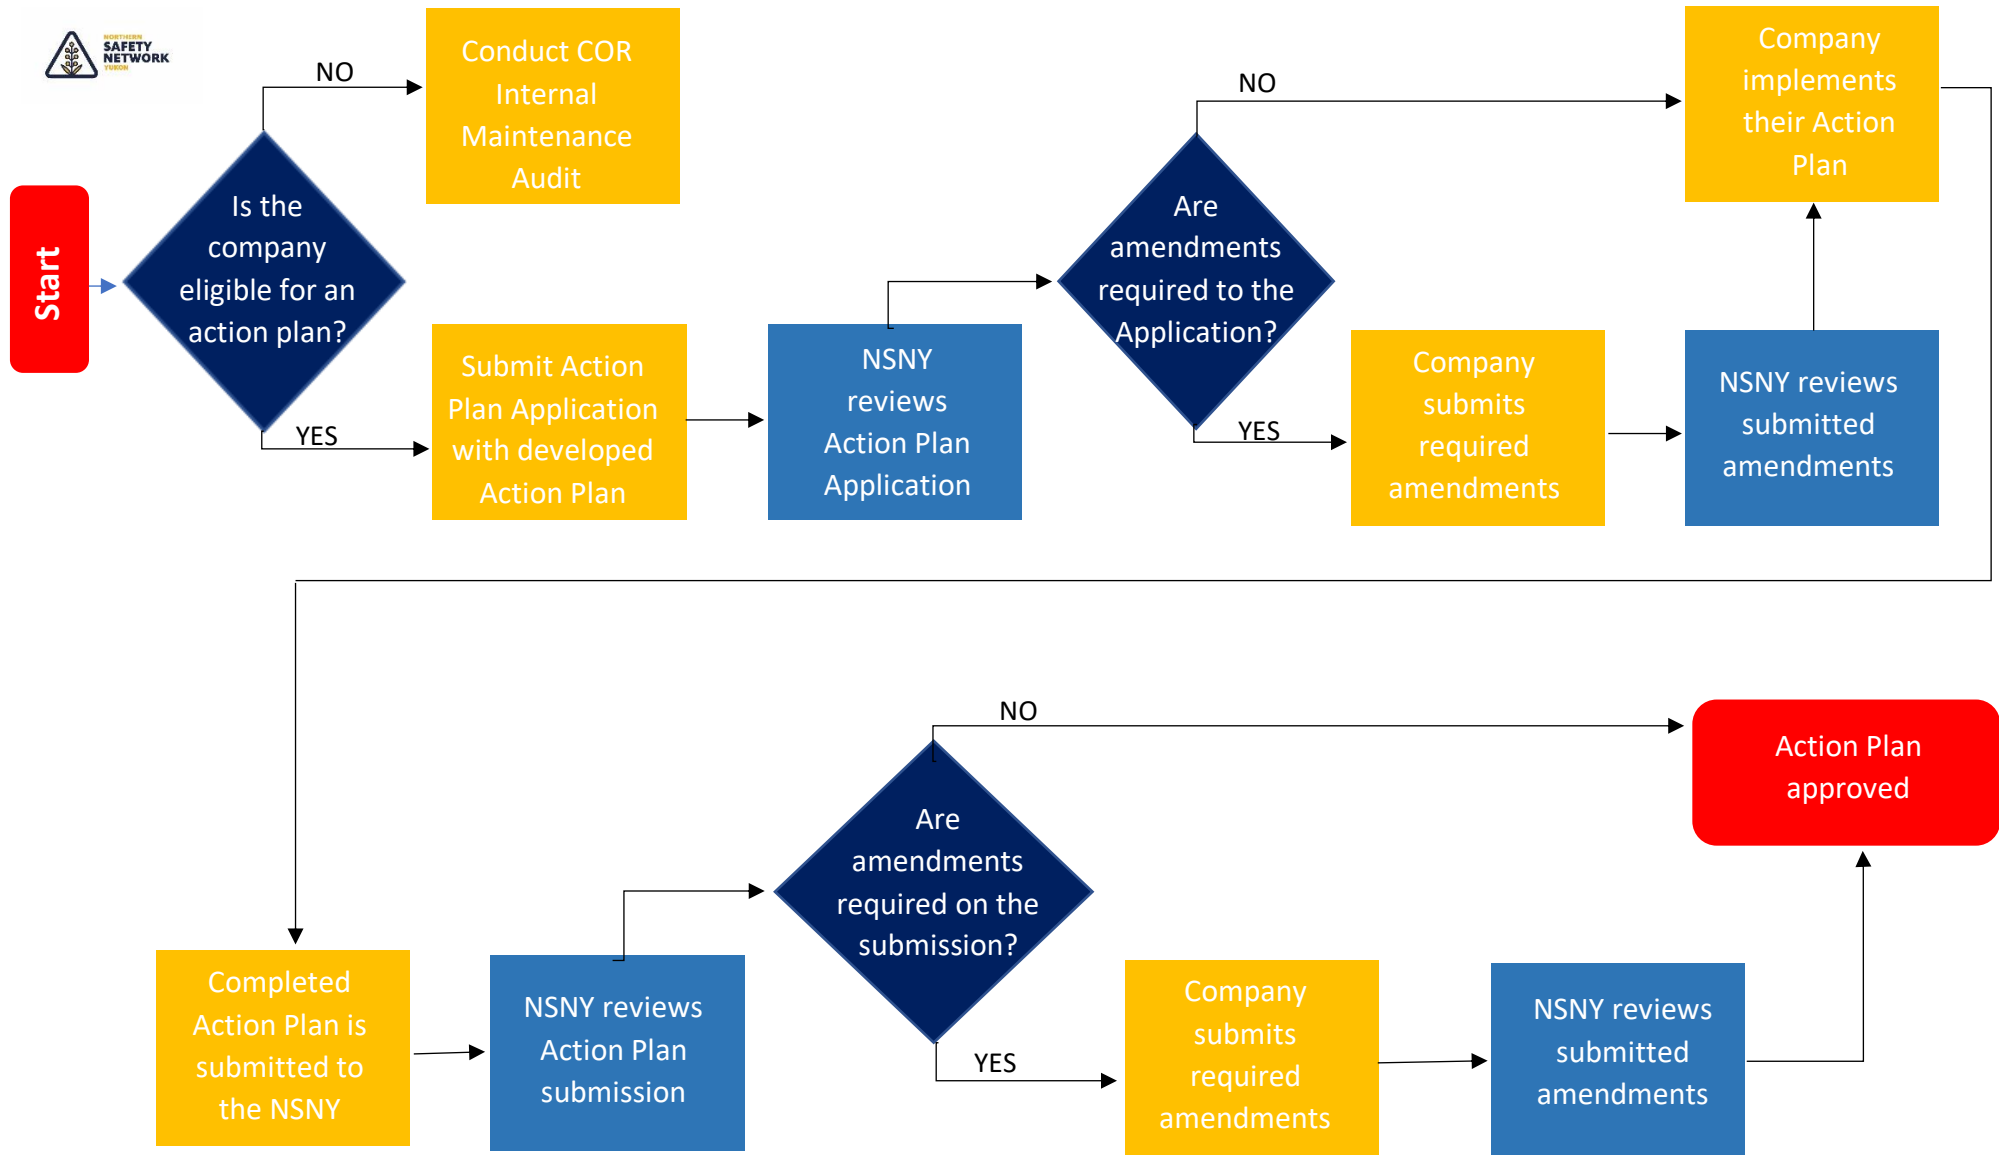 NORTHERN
SAFETY
NETWORK
YUKON
Start
Is the
company
eligible for an
action plan?
NO
Conduct COR
Internal
Maintenance
Audit
YES
Submit Action
Plan Application
with developed
Action Plan
NSNY
reviews
Action Plan
Application
Are
amendments
required to the
Application?
NO
Company
implements
their Action
Plan
YES
Company
submits
required
amendments
NSNY reviews
submitted
amendments
Completed
Action Plan is
submitted to
the NSNY
NSNY reviews
Action Plan
submission
Are
amendments
required on the
submission?
NO
Action Plan
approved
YES
Company
submits
required
amendments
NSNY reviews
submitted
amendments